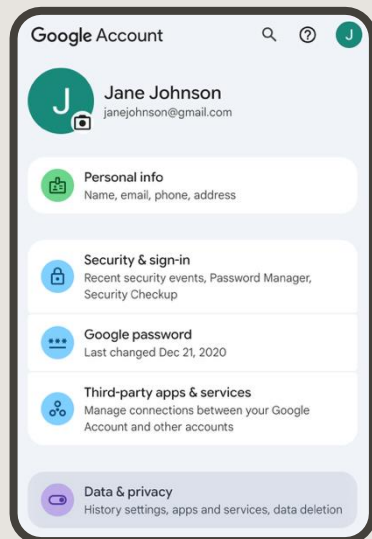 Google Account
J
J
Jane Johnson
janejohnson@gmail.com
Personal info
Name, email, phone, address
Security & sign-in
Recent security events, Password Manager,
Security Checkup
Google password
Last changed Dec 21, 2020
Third-party apps & services
Manage connections between your Google
Account and other accounts
Data & privacy
History settings, apps and services, data deletion